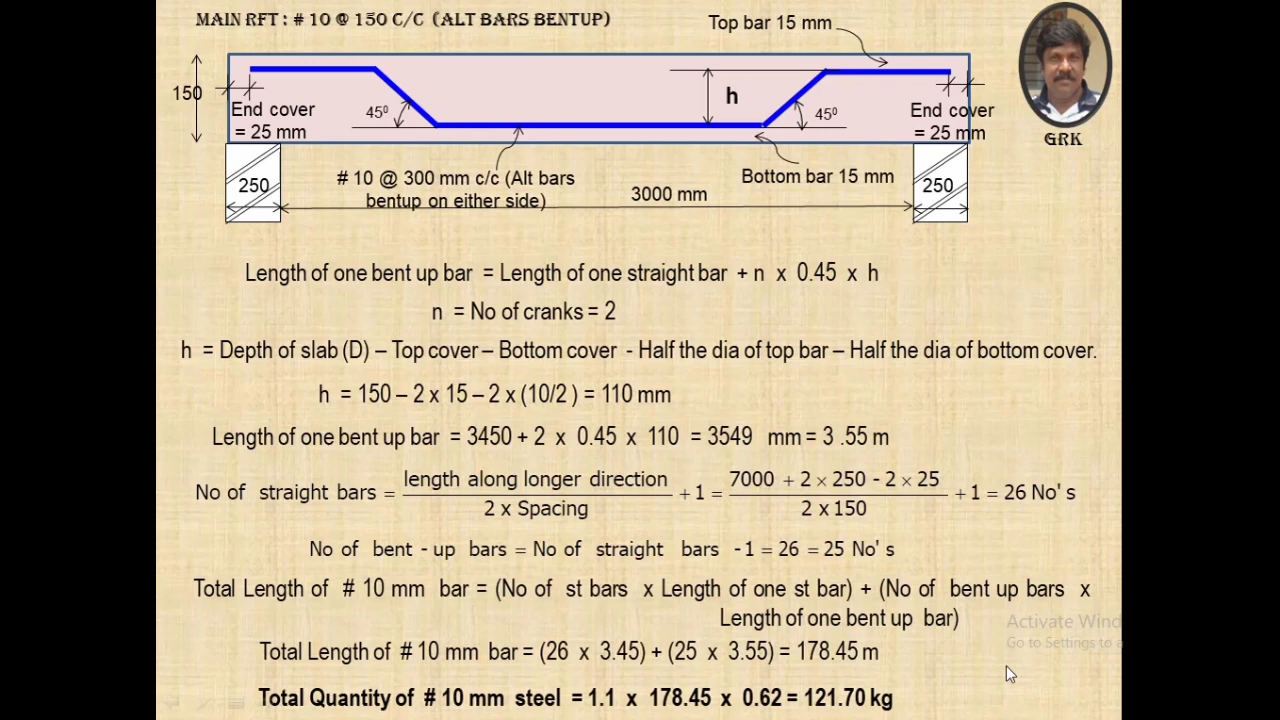 MAIN RFT : # 10 @ 150 C/C (ALT BARS BENTUP)
Top bar 15 mm
150
End cover
= 25 mm
45⁰
h
45⁰
End cover
= 25 mm
GRK
250
# 10 @ 300 mm c/c (Alt bars
bentup on either side)
3000 mm
Bottom bar 15 mm
250
Length of one bent up bar = Length of one straight bar + n x 0.45 x h
n = No of cranks = 2
h = Depth of slab (D) – Top cover – Bottom cover - Half the dia of top bar – Half the dia of bottom cover.
h = 150 – 2 x 15 – 2 x (10/2 ) = 110 mm
Length of one bent up bar = 3450 + 2 x 0.45 x 110 = 3549 mm = 3 .55 m
No of straight bars = length along longer direction / 2 x Spacing + 1 = 7000 + 2 × 250 - 2 × 25 / 2 x 150 + 1 = 26 No' s
No of bent - up bars = No of straight bars - 1 = 26 = 25 No' s
Total Length of # 10 mm bar = (No of st bars x Length of one st bar) + (No of bent up bars x
Length of one bent up bar)
Activate Wind
Go to Settings to a
Total Length of # 10 mm bar = (26 x 3.45) + (25 x 3.55) = 178.45 m
Total Quantity of # 10 mm steel = 1.1 x 178.45 x 0.62 = 121.70 kg